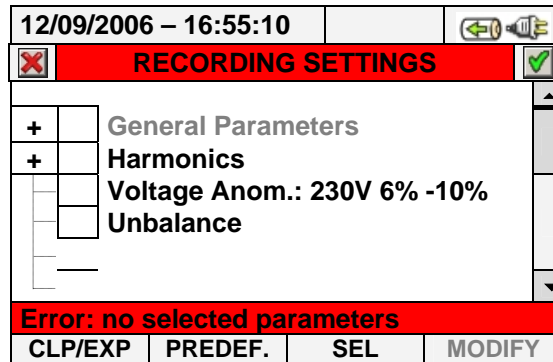 12/09/2006 – 16:55:10
RECORDING SETTINGS
+ General Parameters
+ Harmonics
Voltage Anom.: 230V 6% -10%
Unbalance
Error: no selected parameters
CLP/EXP PREDEF. SEL MODIFY